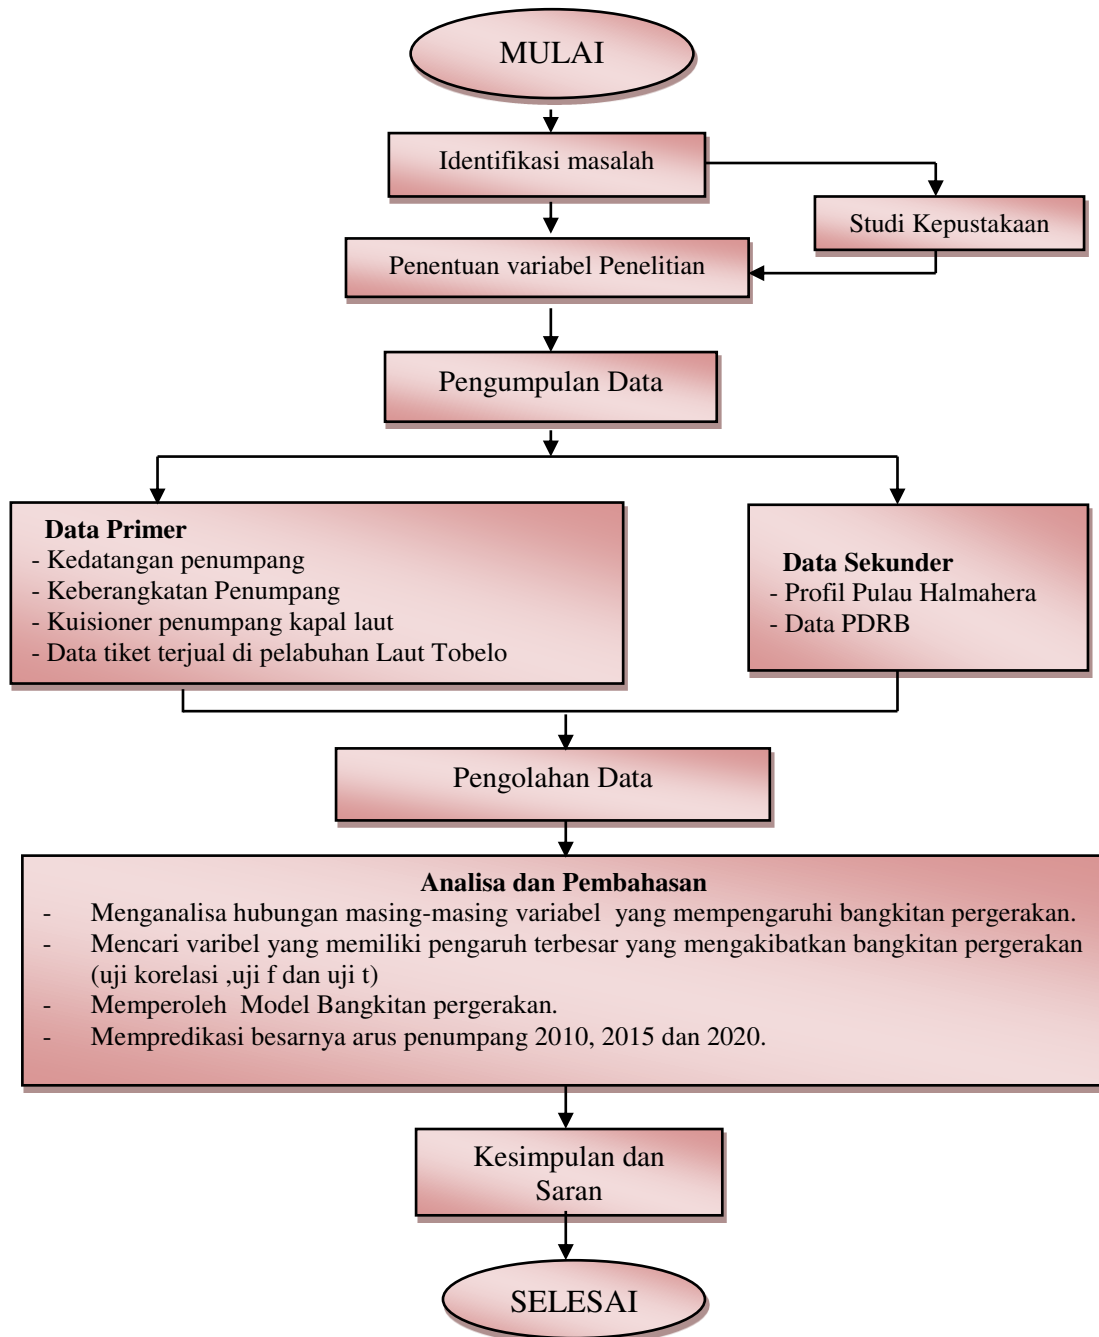 MULAI
Identifikasi masalah
Studi Kepustakaan
Penentuan variabel Penelitian
Pengumpulan Data
Data Primer
- Kedatangan penumpang
- Keberangkatan Penumpang
- Kuisioner penumpang kapal laut
- Data tiket terjual di pelabuhan Laut Tobelo
Data Sekunder
- Profil Pulau Halmahera
- Data PDRB
Pengolahan Data
Analisa dan Pembahasan
- Menganalisa hubungan masing-masing variabel yang mempengaruhi bangkitan pergerakan.
- Mencari varibel yang memiliki pengaruh terbesar yang mengakibatkan bangkitan pergerakan
(uji korelasi ,uji f dan uji t)
- Memperoleh Model Bangkitan pergerakan.
- Mempredikasi besarnya arus penumpang 2010, 2015 dan 2020.
Kesimpulan dan
Saran
SELESAI